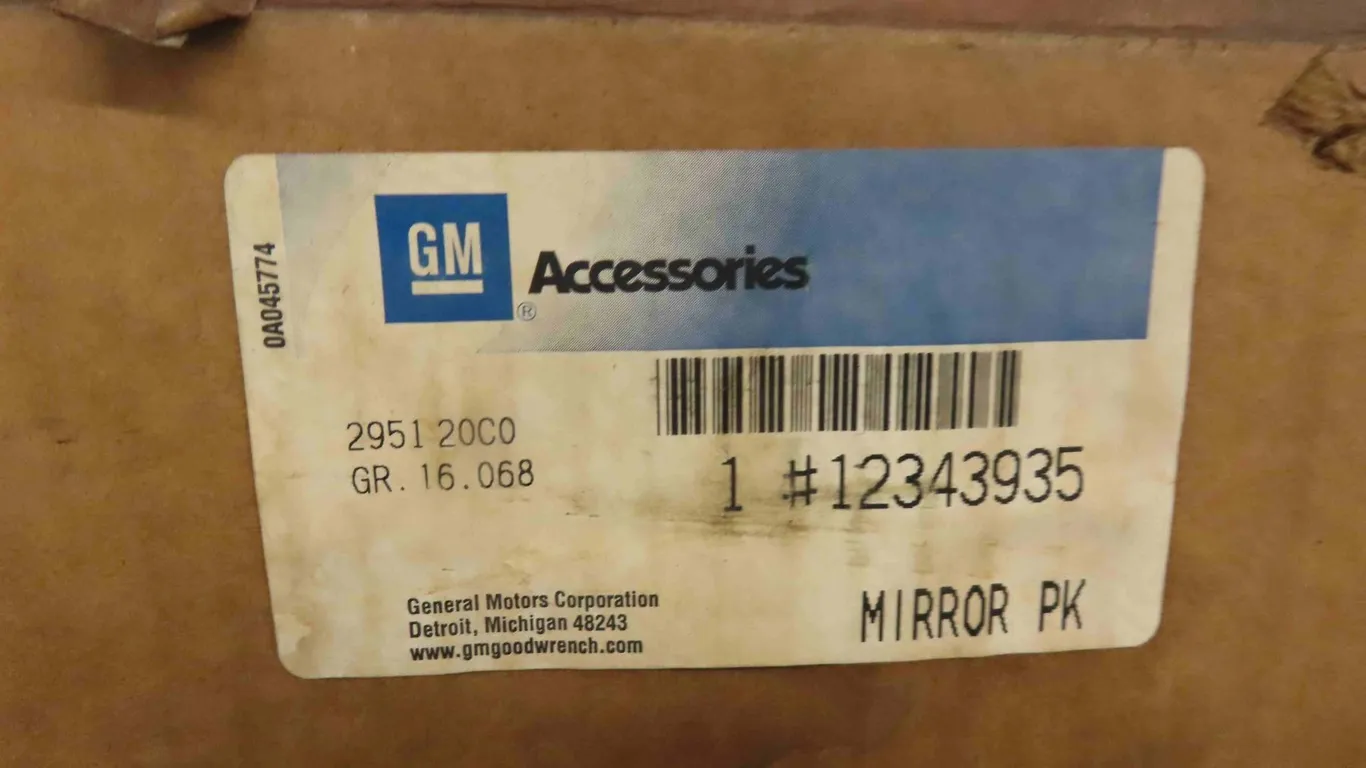 GM
®
Accessories
0A045774
2951 20C0
GR. 16.068
1 #12343935
General Motors Corporation
Detroit, Michigan 48243
www.gmgoodwrench.com
MIRROR PK